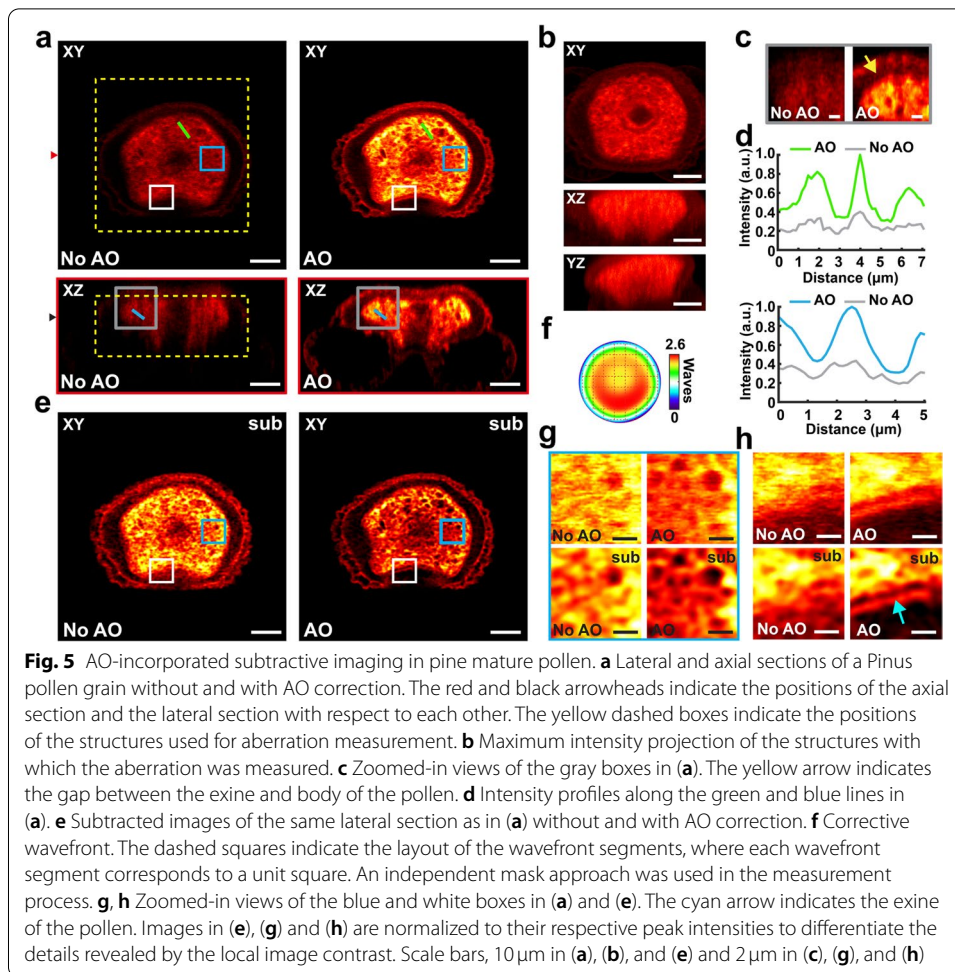 a
XY
No AO
AO
XZ
No AO
XZ
AO
b
XY
XZ
YZ
c
No AO
AO
d
AO No AO
Intensity (a.u.)
1.0
0.8
0.6
0.4
0.2
0
0 1 2 3 4 5 6 7
Distance (µm)
AO No AO
Intensity (a.u.)
1.0
0.8
0.6
0.4
0.2
0
0 1 2 3 4 5
Distance (µm)
e
XY sub
No AO
XY sub
AO
f
2.6
Waves
0
g
No AO
AO
sub
No AO
AO
h
No AO
AO
sub
No AO
AO
Fig. 5 AO-incorporated subtractive imaging in pine mature pollen. a Lateral and axial sections of a Pinus
pollen grain without and with AO correction. The red and black arrowheads indicate the positions of the axial
section and the lateral section with respect to each other. The yellow dashed boxes indicate the positions
of the structures used for aberration measurement. b Maximum intensity projection of the structures with
which the aberration was measured. c Zoomed-in views of the gray boxes in (a). The yellow arrow indicates
the gap between the exine and body of the pollen. d Intensity profiles along the green and blue lines in
(a). e Subtracted images of the same lateral section as in (a) without and with AO correction. f Corrective
wavefront. The dashed squares indicate the layout of the wavefront segments, where each wavefront
segment corresponds to a unit square. An independent mask approach was used in the measurement
process. g, h Zoomed-in views of the blue and white boxes in (a) and (e). The cyan arrow indicates the exine
of the pollen. Images in (e), (g) and (h) are normalized to their respective peak intensities to differentiate the
details revealed by the local image contrast. Scale bars, 10 µm in (a), (b), and (e) and 2 µm in (c), (g), and (h)